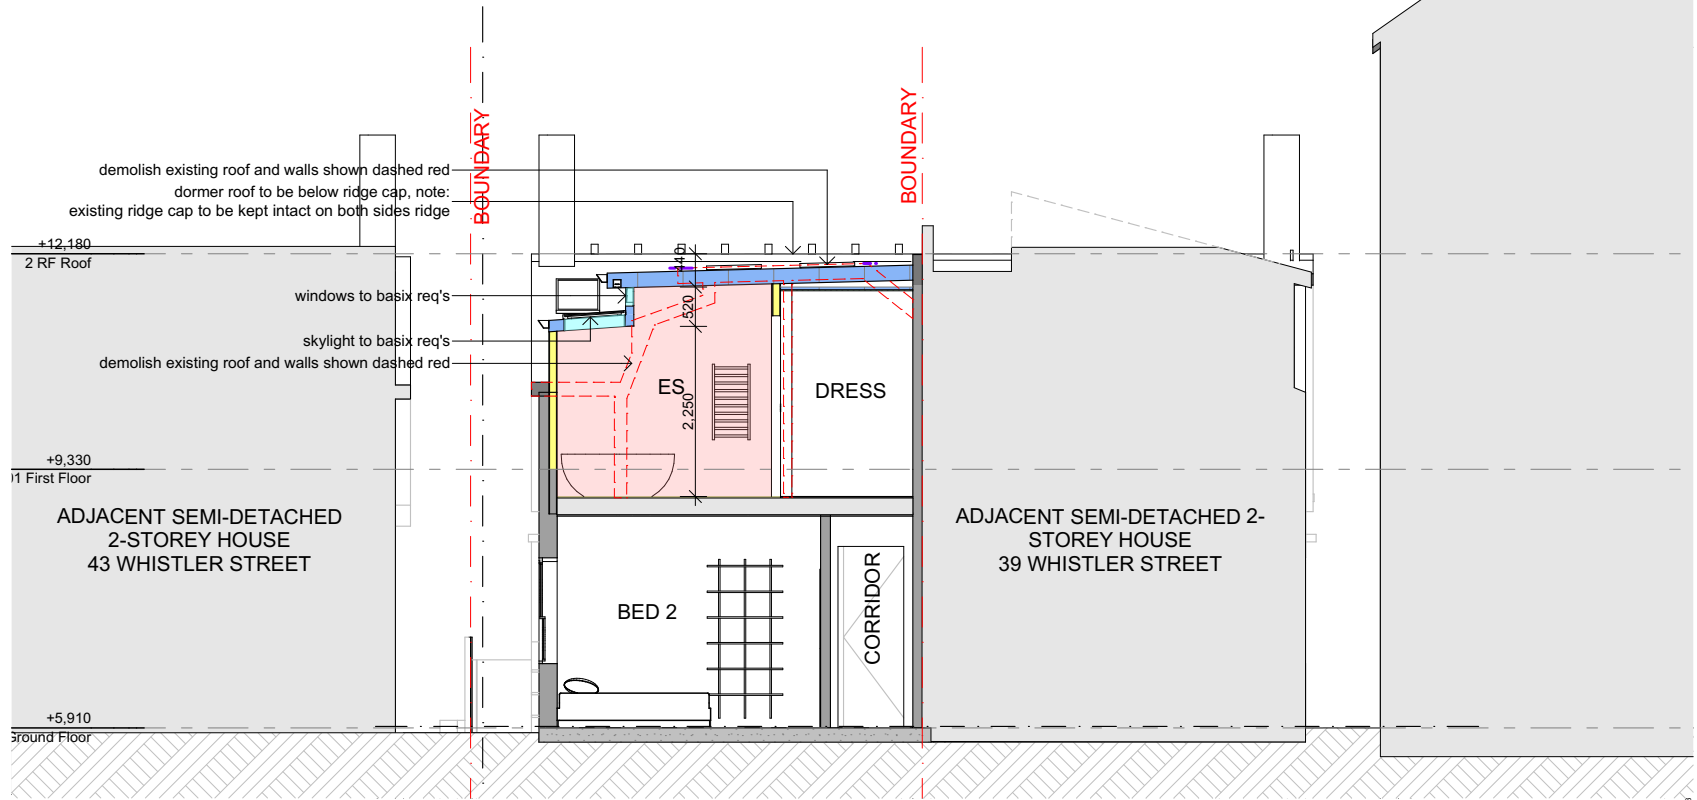 BOUNDARY
BOUNDARY
demolish existing roof and walls shown dashed red
dormer roof to be below ridge cap, note:
existing ridge cap to be kept intact on both sides ridge
+12,180
2 RF Roof
440
windows to basix req's
520
skylight to basix req's
demolish existing roof and walls shown dashed red
ES
2,250
DRESS
+9,330
01 First Floor
ADJACENT SEMI-DETACHED
2-STOREY HOUSE
43 WHISTLER STREET
ADJACENT SEMI-DETACHED 2-
STOREY HOUSE
39 WHISTLER STREET
BED 2
CORRIDOR
+5,910
Ground Floor